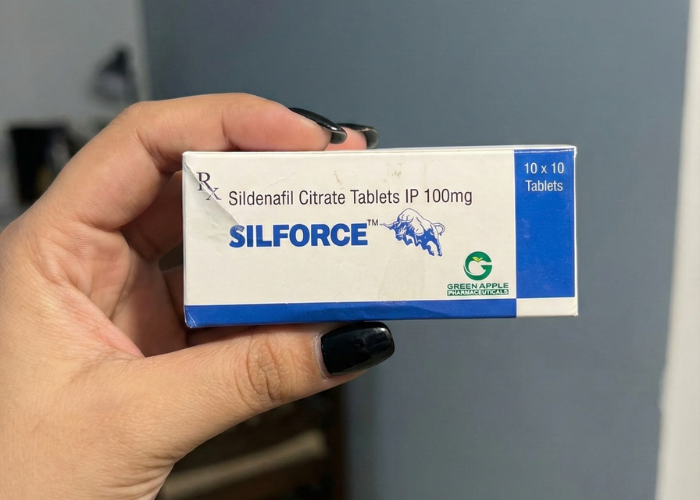 Rx
Sildenafil Citrate Tablets IP 100mg
SILFORCE™
GREEN APPLE
PHARMACEUTICALS
10 x 10
Tablets